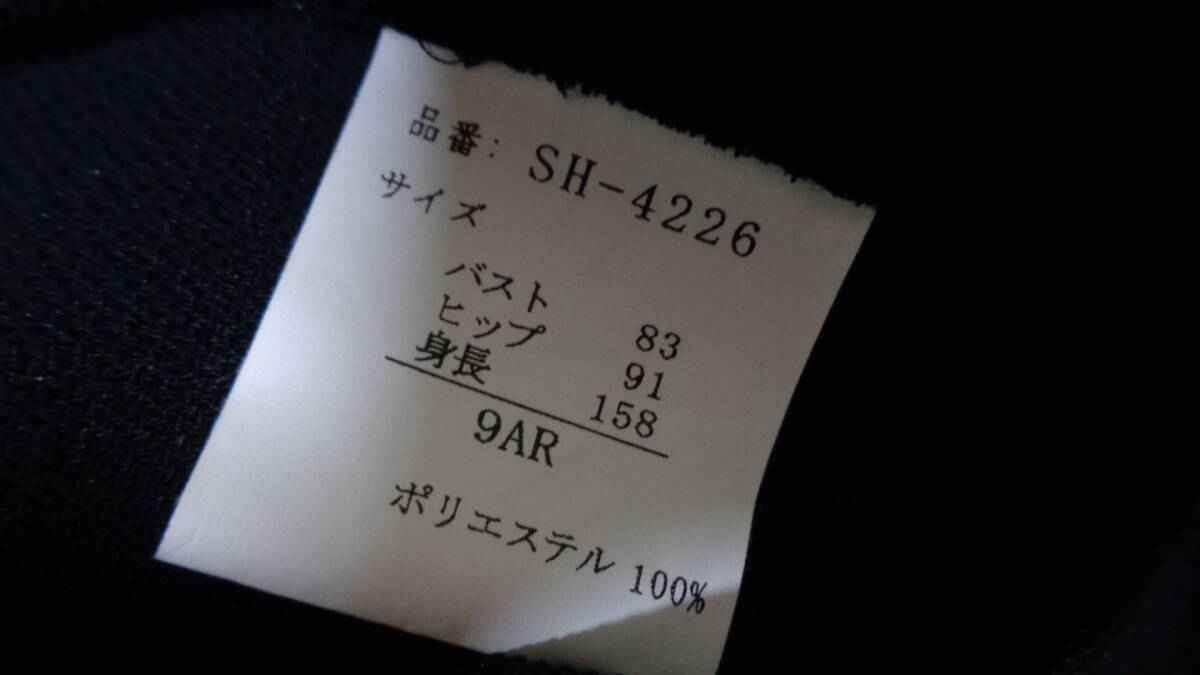 品番: SH-4226
サイズ
バスト 83
ヒップ 91
身長 158
9AR
ポリエステル 100%